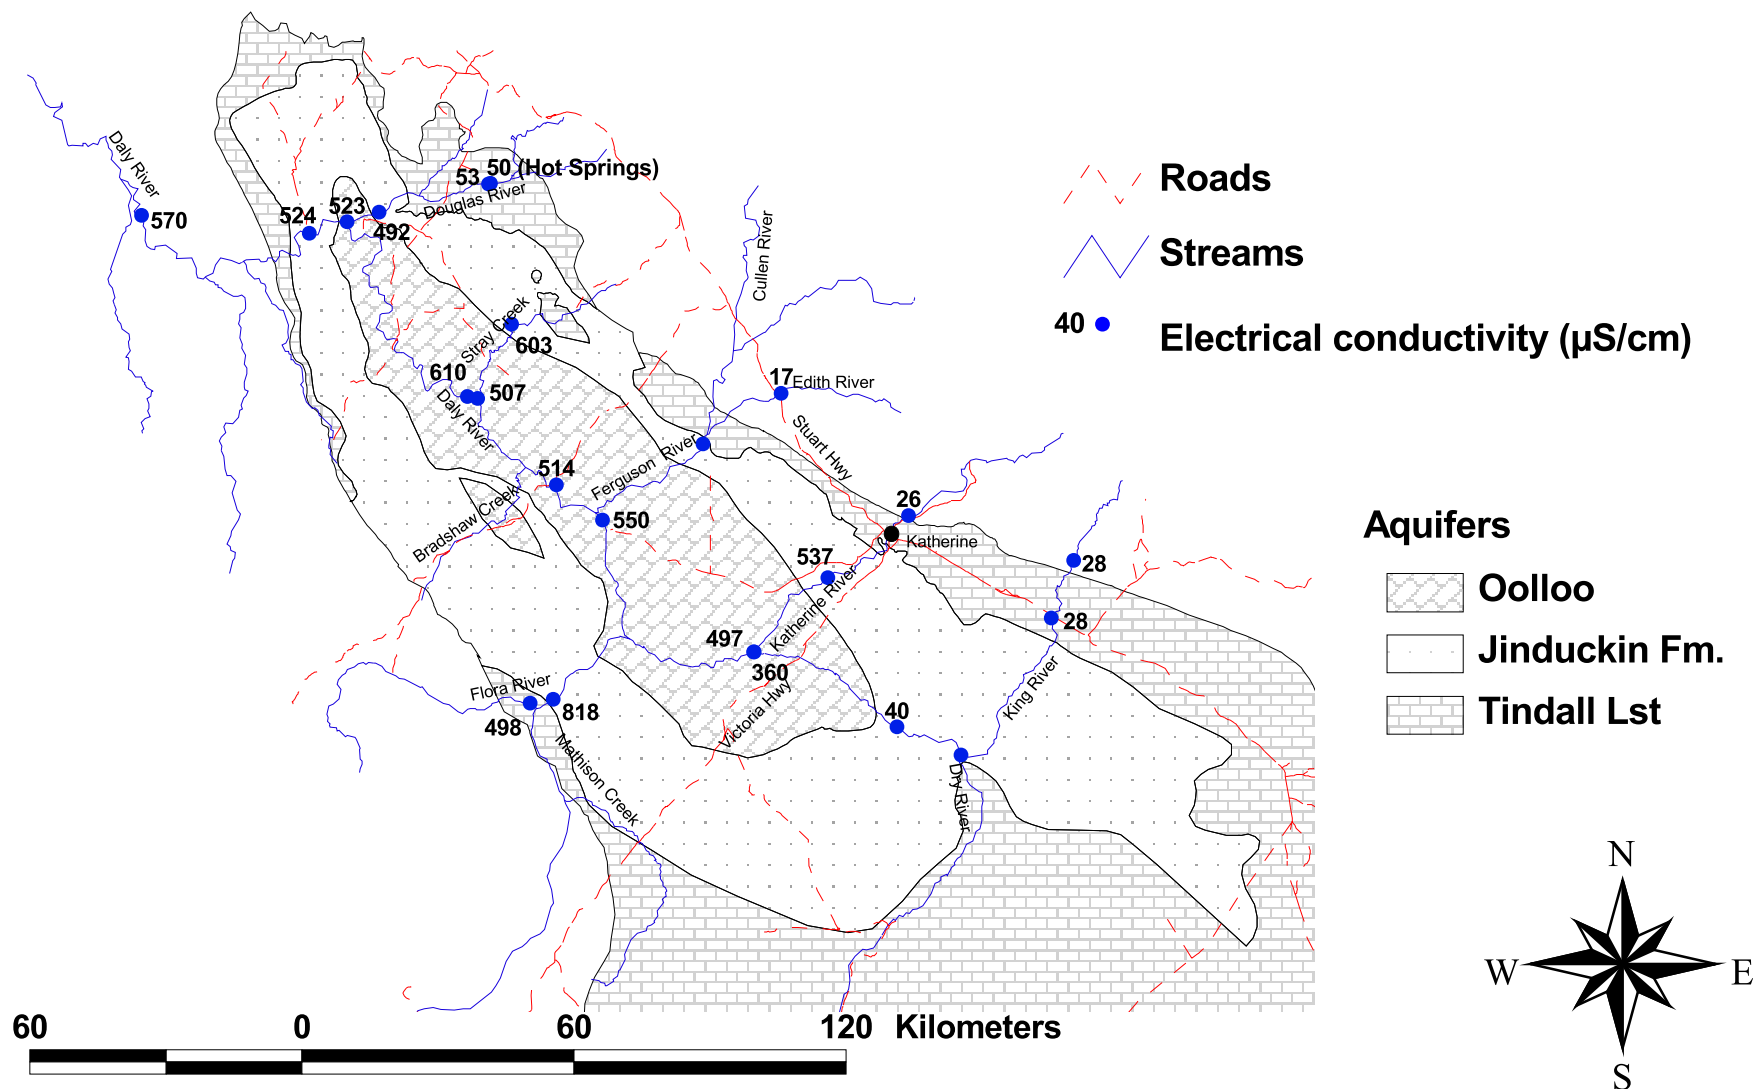 Daly River
570
524
523
492
53
50 (Hot Springs)
Douglas River
Cullen River
Stray Creek
603
610
507
Daly River
17
Edith River
Stuart Hwy
Ferguson River
514
550
Bradshaw Creek
26
Katherine
28
28
537
Katherine River
497
360
Victoria Hwy
King River
40
Dry River
Flora River
498
818
Mathison Creek
Roads
Streams
40
Electrical conductivity (µS/cm)
Aquifers
Oolloo
Jinduckin Fm.
Tindall Lst
N
W
E
S
60 0 60 120 Kilometers